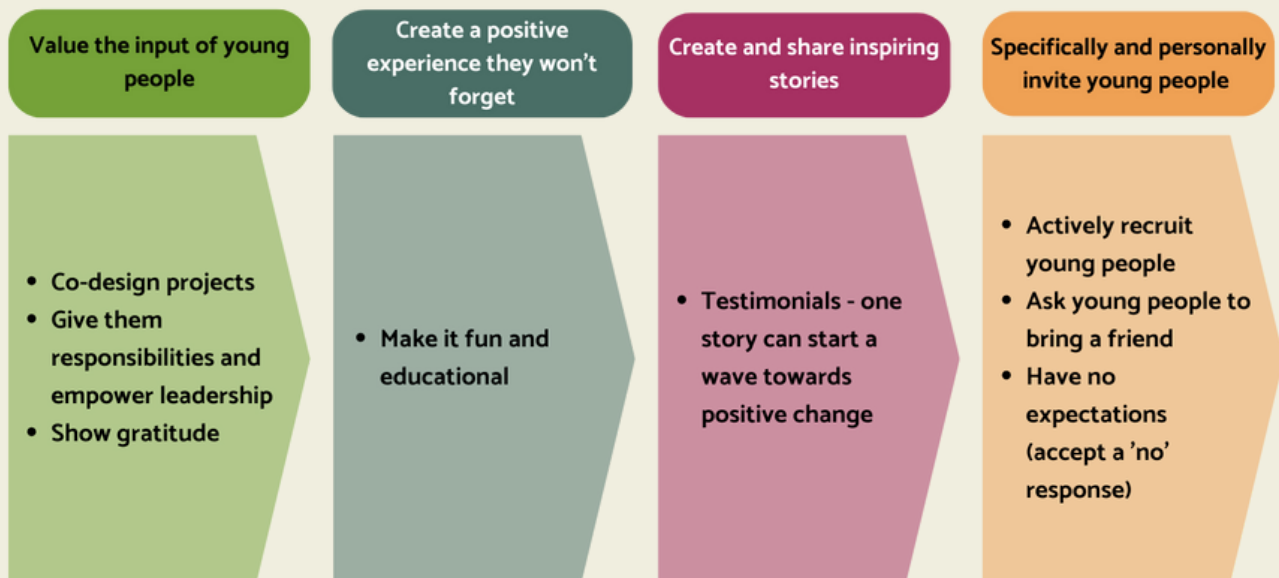 Value the input of young
people
• Co-design projects
• Give them
responsibilities and
empower leadership
• Show gratitude
Create a positive
experience they won't
forget
• Make it fun and
educational
Create and share inspiring
stories
• Testimonials - one
story can start a
wave towards
positive change
Specifically and personally
invite young people
• Actively recruit
young people
• Ask young people to
bring a friend
• Have no
expectations
(accept a 'no'
response)